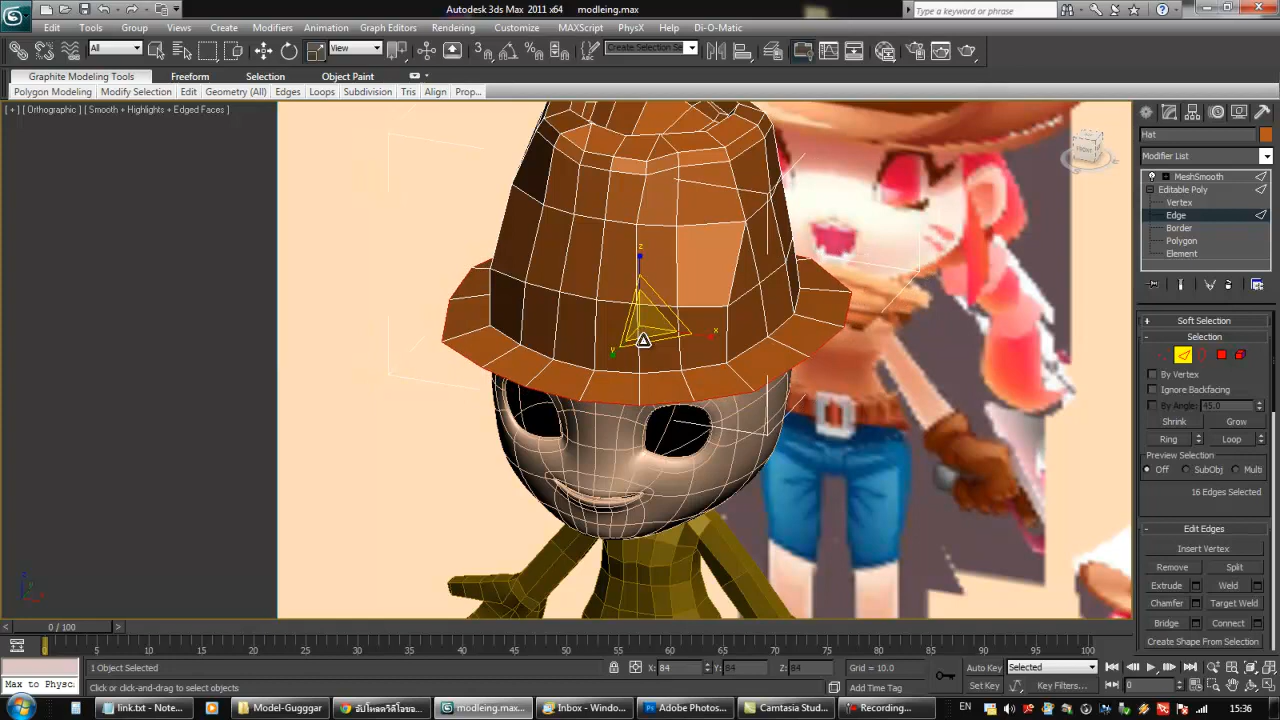 Autodesk 3ds Max 2011 x64    modleing.max
Type a keyword or phrase
Edit Tools Group Views Create Modifiers Animation Graph Editors Rendering Customize MAXScript PhysX Di-O-Matic
All
View
Create Selection Se
Graphite Modeling Tools Freeform Selection Object Paint
Polygon Modeling Modify Selection Edit Geometry (All) Edges Loops Subdivision Tris Align Prop...
[ + ] [ Orthographic ] [ Smooth + Highlights + Edged Faces ]
FRONT
z
x
y
Hat
Modifier List
MeshSmooth
Editable Poly
Vertex
Edge
Border
Polygon
Element
Soft Selection
Selection
By Vertex
Ignore Backfacing
By Angle: 45.0
Shrink Grow
Ring Loop
Preview Selection
Off SubObj Multi
16 Edges Selected
Edit Edges
Insert Vertex
Remove Split
Extrude Weld
Chamfer Target Weld
Bridge Connect
Create Shape From Selection
0 / 100
0 5 10 15 20 25 30 35 40 45 50 55 60 65 70 75 80 85 90 95 100
1 Object Selected
X: 84 Y: 84 Z: 84
Grid = 10.0
Auto Key Selected
Max to Physc
Click or click-and-drag to select objects
Add Time Tag
Set Key Key Filters...
0
link.txt - Note... Model-Gugggar modleing.max... Inbox - Windo... Adobe Photos... Camtasia Stud... Recording...
EN 15:36